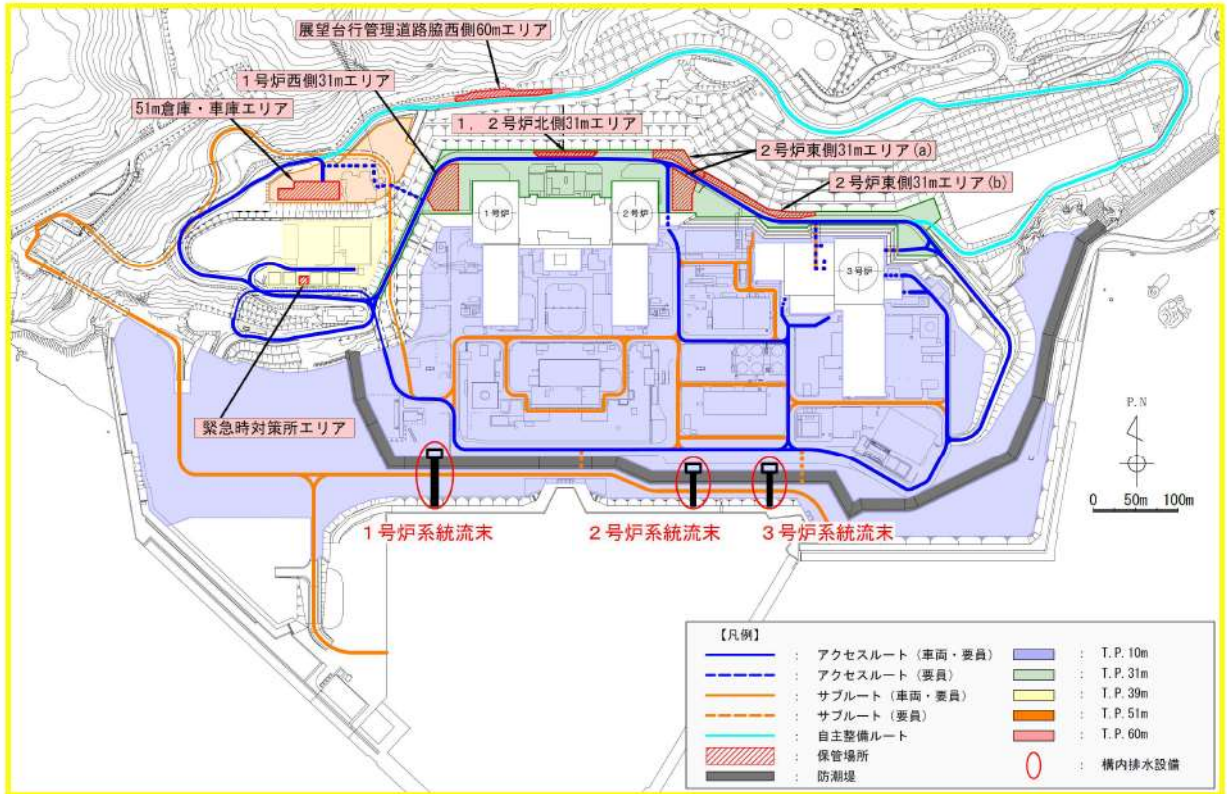 展望台行管理道路脇西側60mエリア
1号炉西側31mエリア
51m倉庫・車庫エリア
1,2号炉北側31mエリア
2号炉東側31mエリア(a)
2号炉東側31mエリア(b)
1号炉
2号炉
3号炉
緊急時対策所エリア
P.N
0 50m 100m
1号炉系統流末
2号炉系統流末
3号炉系統流末
【凡例】
: アクセスルート(車両・要員)
: アクセスルート(要員)
: サブルート(車両・要員)
: サブルート(要員)
: 自主整備ルート
: 保管場所
: 防潮堤
: T.P.10m
: T.P.31m
: T.P.39m
: T.P.51m
: T.P.60m
: 構内排水設備